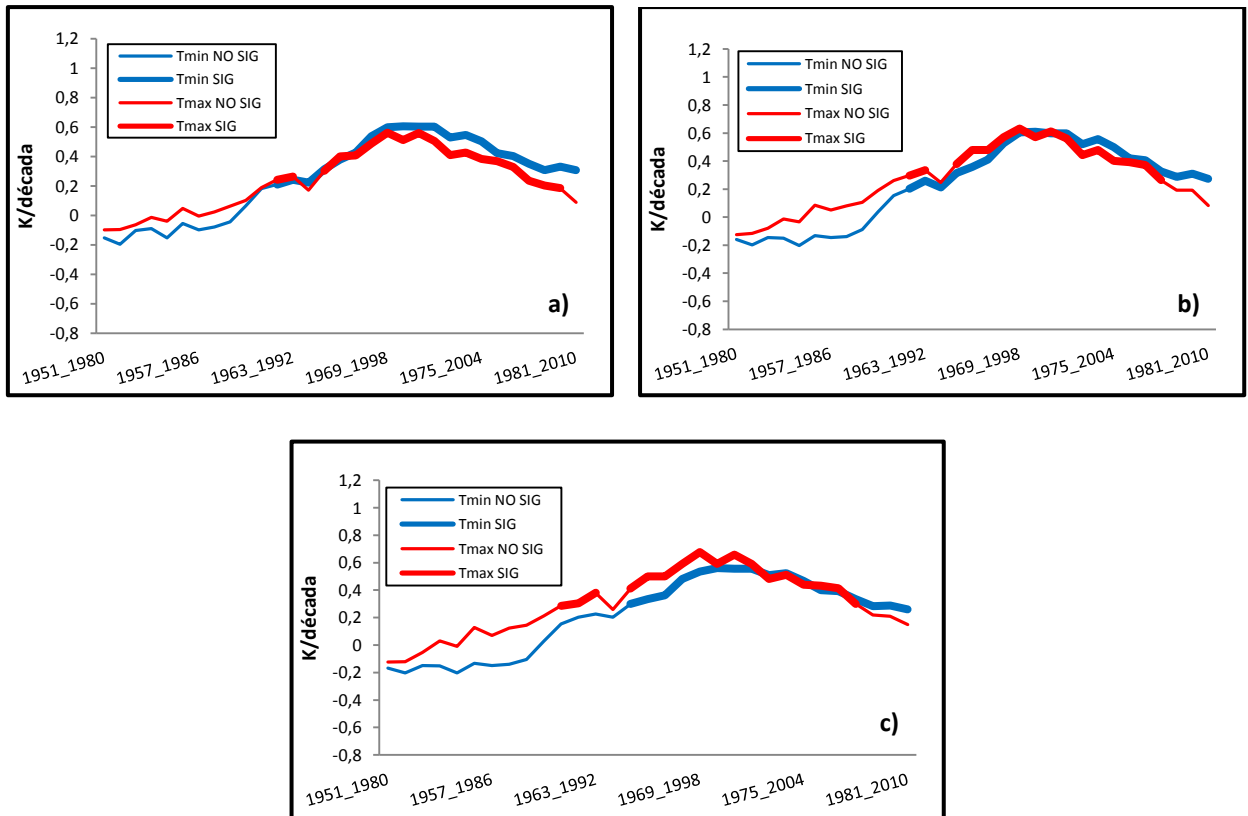 1,2
1
0,8
0,6
0,4
0,2
0
-0,2
-0,4
-0,6
-0,8
K/década
Tmin NO SIG
Tmin SIG
Tmax NO SIG
Tmax SIG
a)
1951_1980
1957_1986
1963_1992
1969_1998
1975_2004
1981_2010
1,2
1
0,8
0,6
0,4
0,2
0
-0,2
-0,4
-0,6
-0,8
K/década
Tmin NO SIG
Tmin SIG
Tmax NO SIG
Tmax SIG
b)
1951_1980
1957_1986
1963_1992
1969_1998
1975_2004
1981_2010
1,2
1
0,8
0,6
0,4
0,2
0
-0,2
-0,4
-0,6
-0,8
K/década
Tmin NO SIG
Tmin SIG
Tmax NO SIG
Tmax SIG
c)
1951_1980
1957_1986
1963_1992
1969_1998
1975_2004
1981_2010